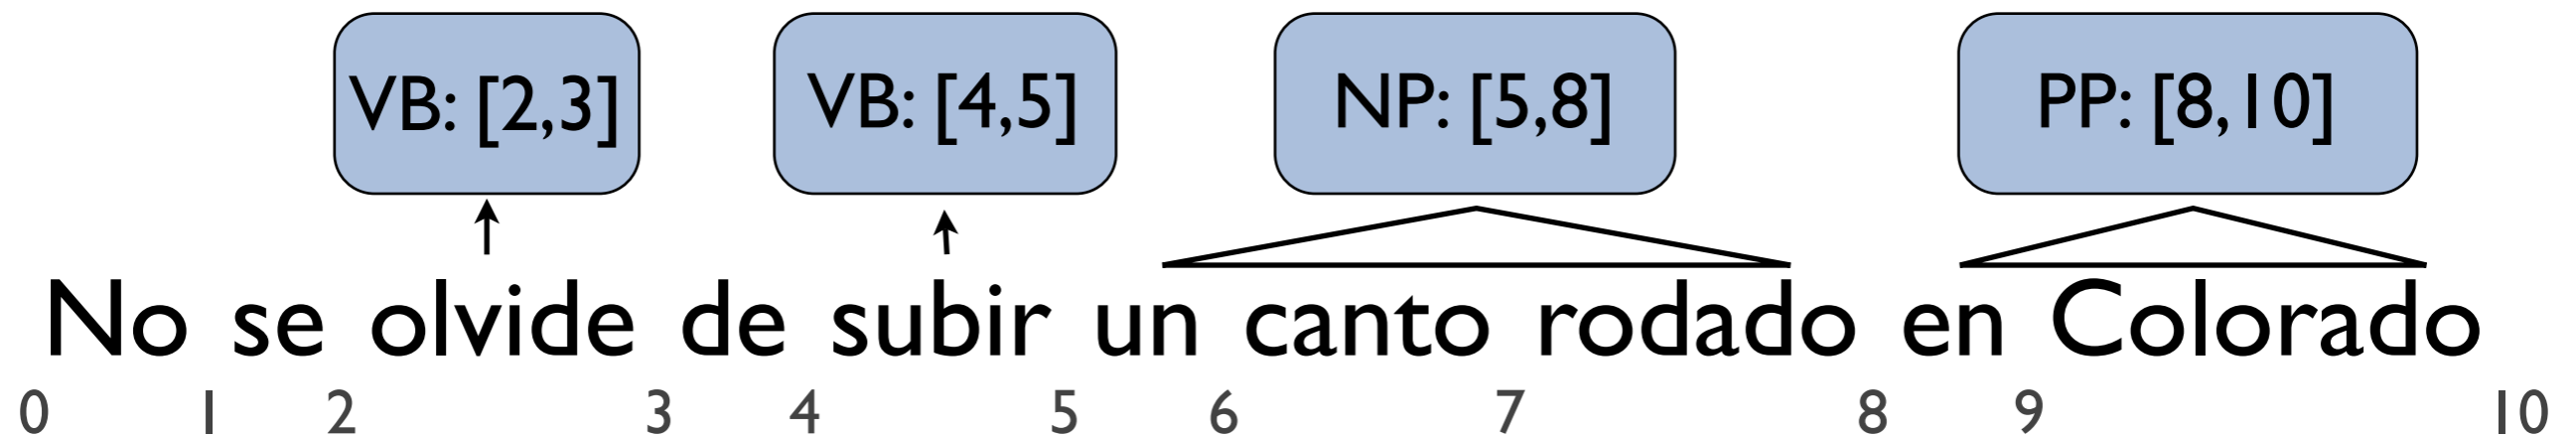 VB: [2,3] VB: [4,5] NP: [5,8] PP: [8,10]
No se olvide de subir un canto rodado en Colorado
0 1 2 3 4 5 6 7 8 9 10